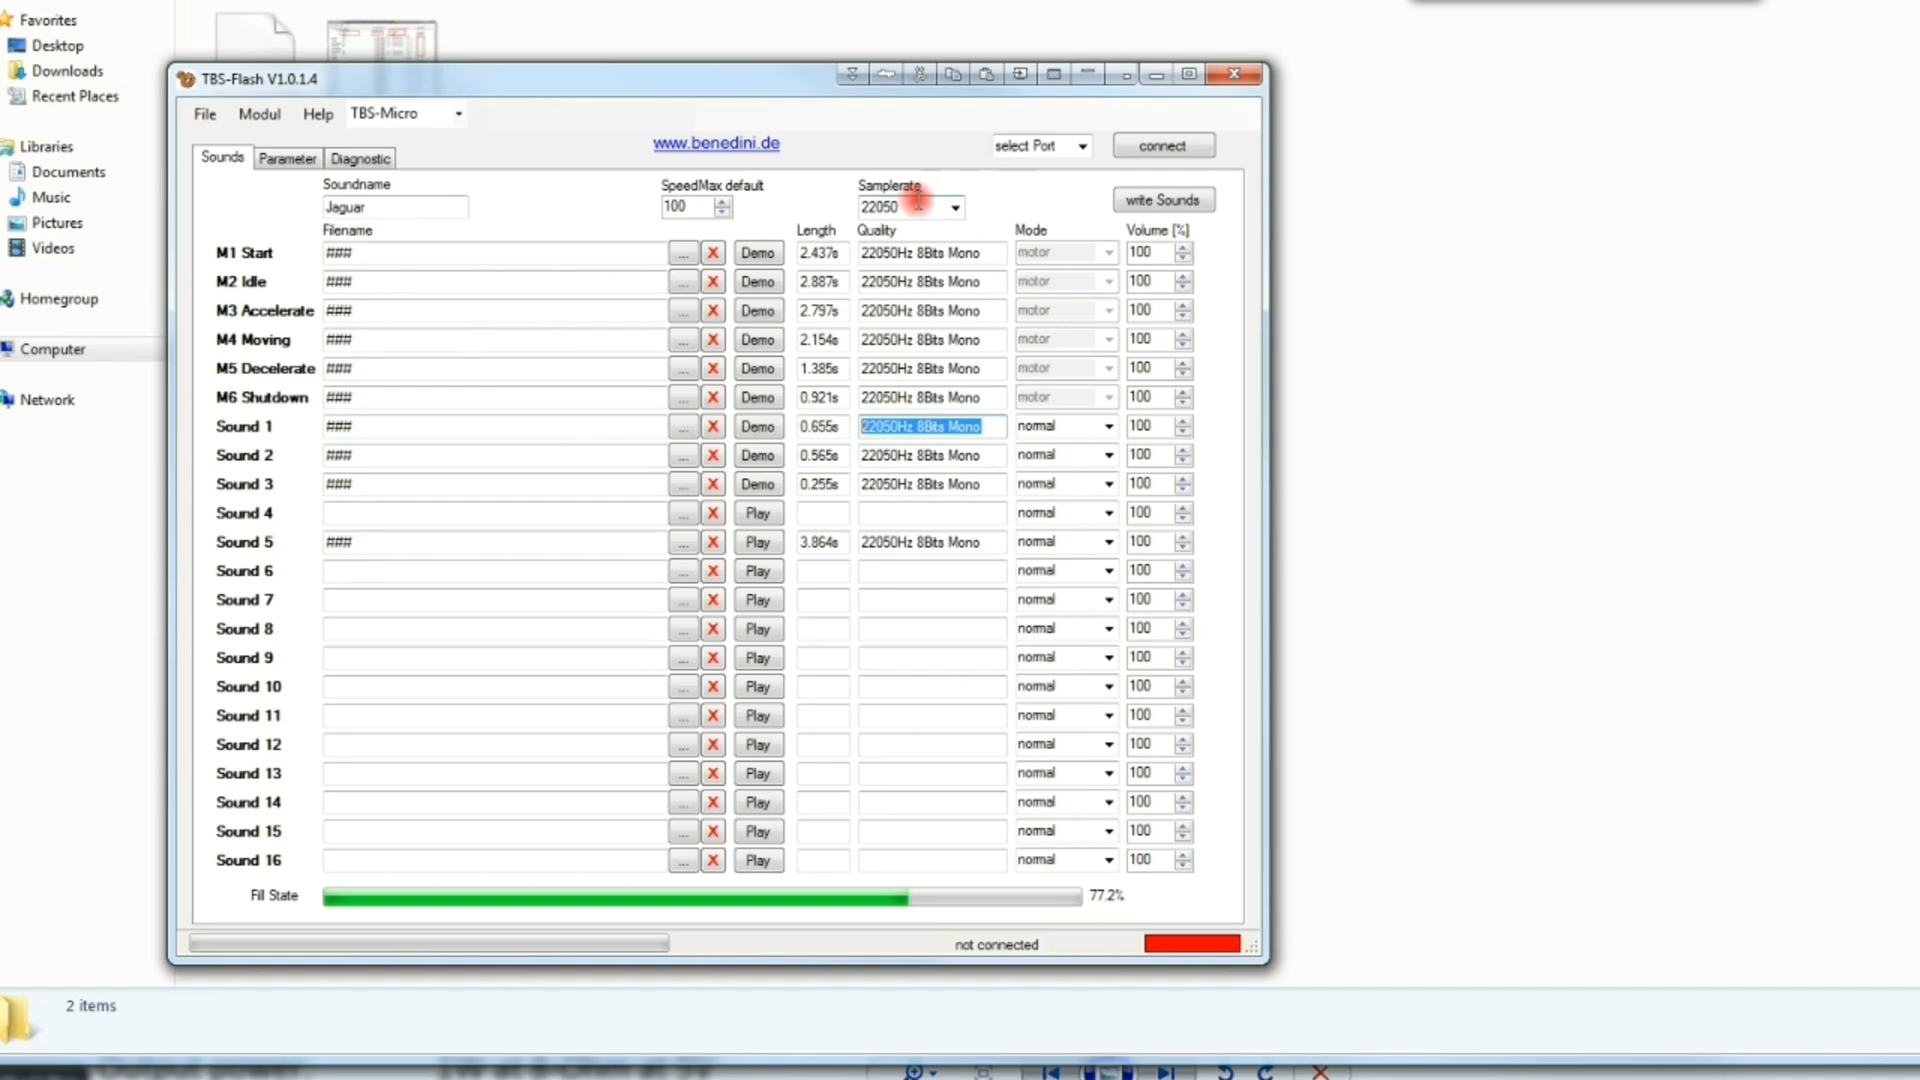 Favorites
Desktop
Downloads
Recent Places
Libraries
Documents
Music
Pictures
Videos
Homegroup
Computer
Network
TBS-Flash V1.0.1.4
File Modul Help TBS-Micro
www.benedini.de select Port connect
Sounds Parameter Diagnostic
Soundname SpeedMax default Samplerate
Jaguar 100 22050 write Sounds
Filename Length Quality Mode Volume [%]
M1 Start ### ... X Demo 2.437s 22050Hz 8Bits Mono motor 100
M2 Idle ### ... X Demo 2.887s 22050Hz 8Bits Mono motor 100
M3 Accelerate ### ... X Demo 2.797s 22050Hz 8Bits Mono motor 100
M4 Moving ### ... X Demo 2.154s 22050Hz 8Bits Mono motor 100
M5 Decelerate ### ... X Demo 1.385s 22050Hz 8Bits Mono motor 100
M6 Shutdown ### ... X Demo 0.921s 22050Hz 8Bits Mono motor 100
Sound 1 ### ... X Demo 0.655s 22050Hz 8Bits Mono normal 100
Sound 2 ### ... X Demo 0.565s 22050Hz 8Bits Mono normal 100
Sound 3 ### ... X Demo 0.255s 22050Hz 8Bits Mono normal 100
Sound 4 ... X Play normal 100
Sound 5 ### ... X Play 3.864s 22050Hz 8Bits Mono normal 100
Sound 6 ... X Play normal 100
Sound 7 ... X Play normal 100
Sound 8 ... X Play normal 100
Sound 9 ... X Play normal 100
Sound 10 ... X Play normal 100
Sound 11 ... X Play normal 100
Sound 12 ... X Play normal 100
Sound 13 ... X Play normal 100
Sound 14 ... X Play normal 100
Sound 15 ... X Play normal 100
Sound 16 ... X Play normal 100
Fill State 77.2%
not connected
2 items